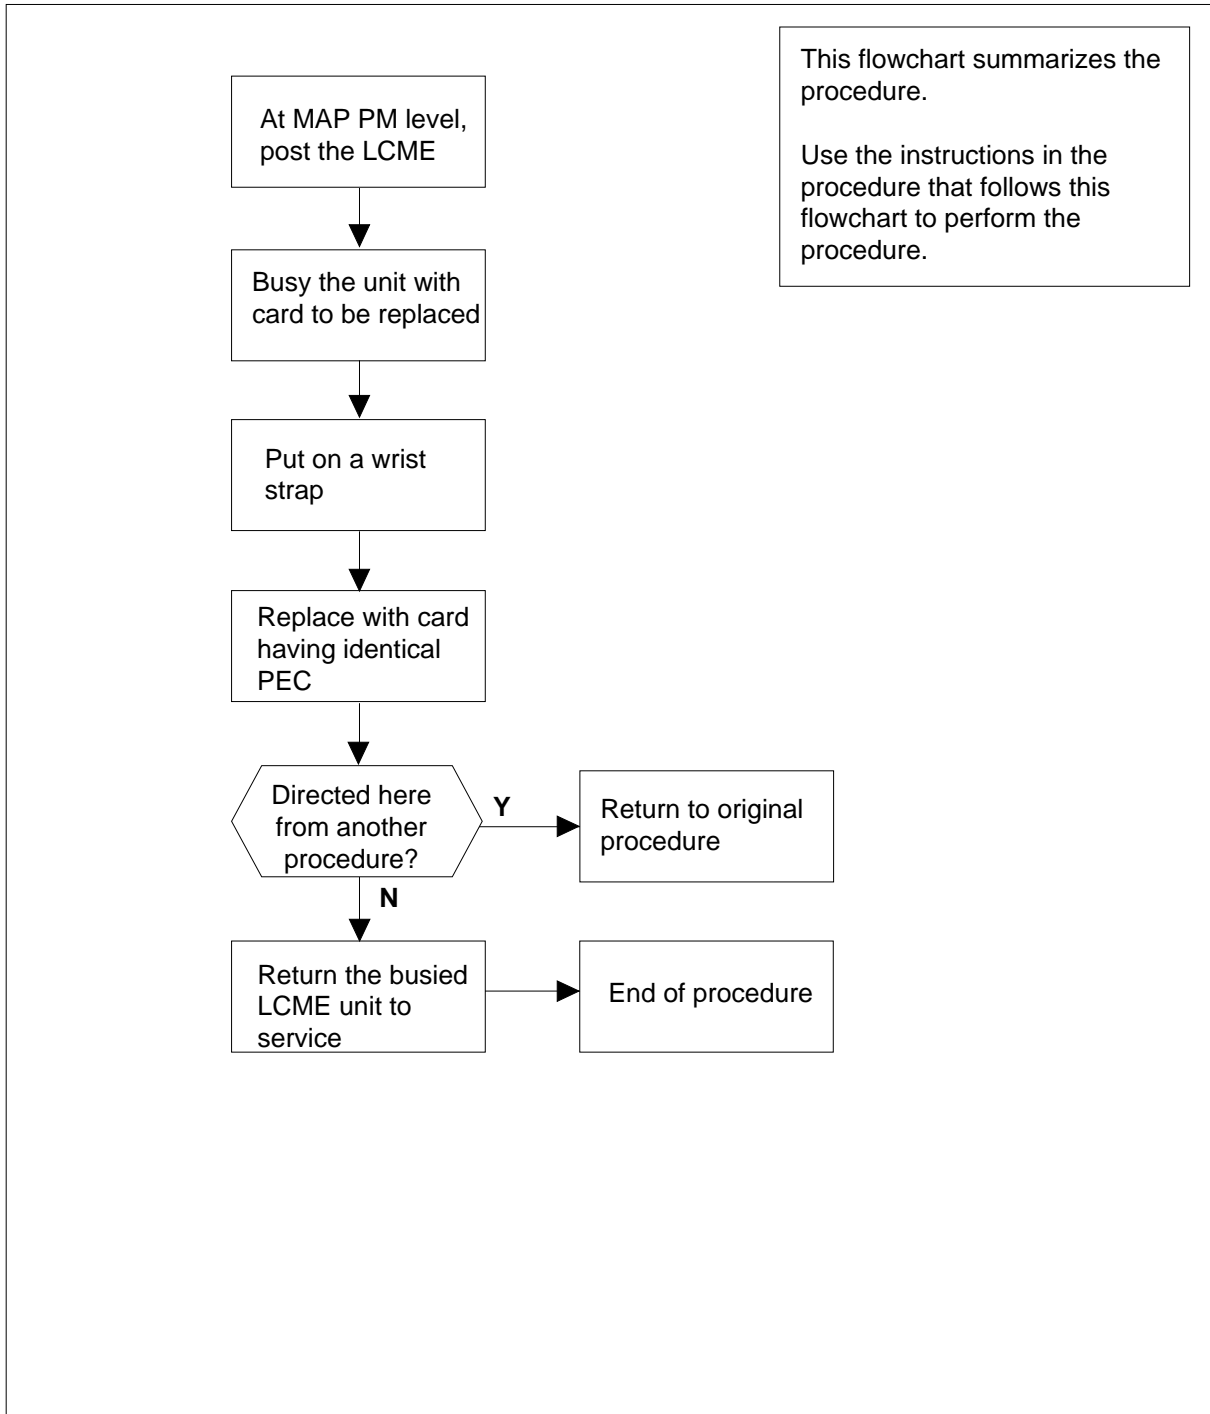 This flowchart summarizes the
procedure.
Use the instructions in the
procedure that follows this
flowchart to perform the
procedure.
At MAP PM level,
post the LCME
Busy the unit with
card to be replaced
Put on a wrist
strap
Replace with card
having identical
PEC
Directed here
from another
procedure?
Y
Return to original
procedure
N
Return the busied
LCME unit to
service
End of procedure